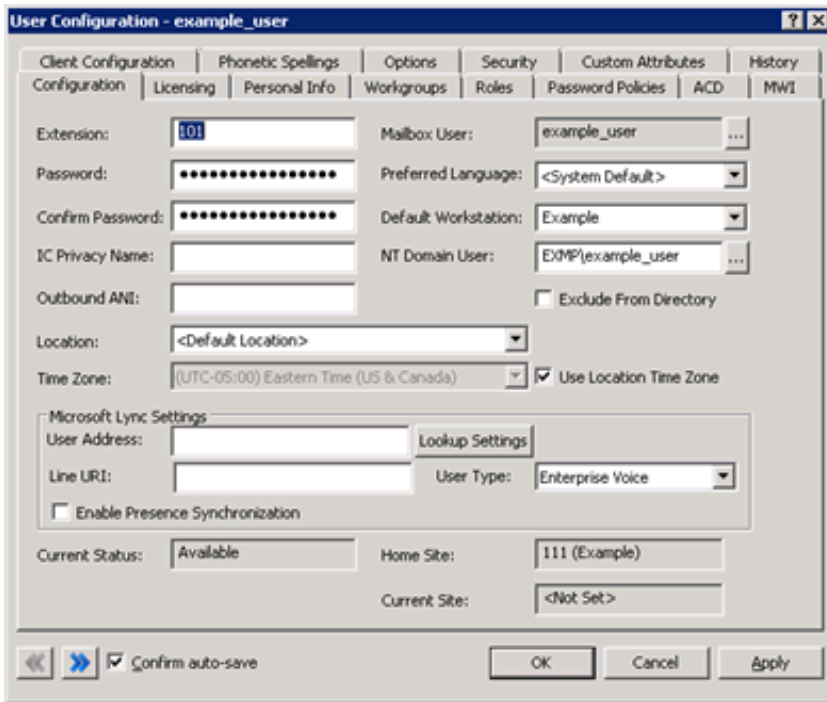 User Configuration - example_user
Client Configuration Phonetic Spellings Options Security Custom Attributes History
Configuration Licensing Personal Info Workgroups Roles Password Policies ACD MWI
Extension: 101 Mailbox User: example_user ...
Password: •••••••••••••••• Preferred Language: <System Default>
Confirm Password: •••••••••••••••• Default Workstation: Example
IC Privacy Name: NT Domain User: EXMP\example_user ...
Outbound ANI: Exclude From Directory
Location: <Default Location>
Time Zone: (UTC-05:00) Eastern Time (US & Canada) Use Location Time Zone
Microsoft Lync Settings
User Address: Lookup Settings
Line URI: User Type: Enterprise Voice
Enable Presence Synchronization
Current Status: Available Home Site: 111 (Example)
Current Site: <Not Set>
Confirm auto-save OK Cancel Apply